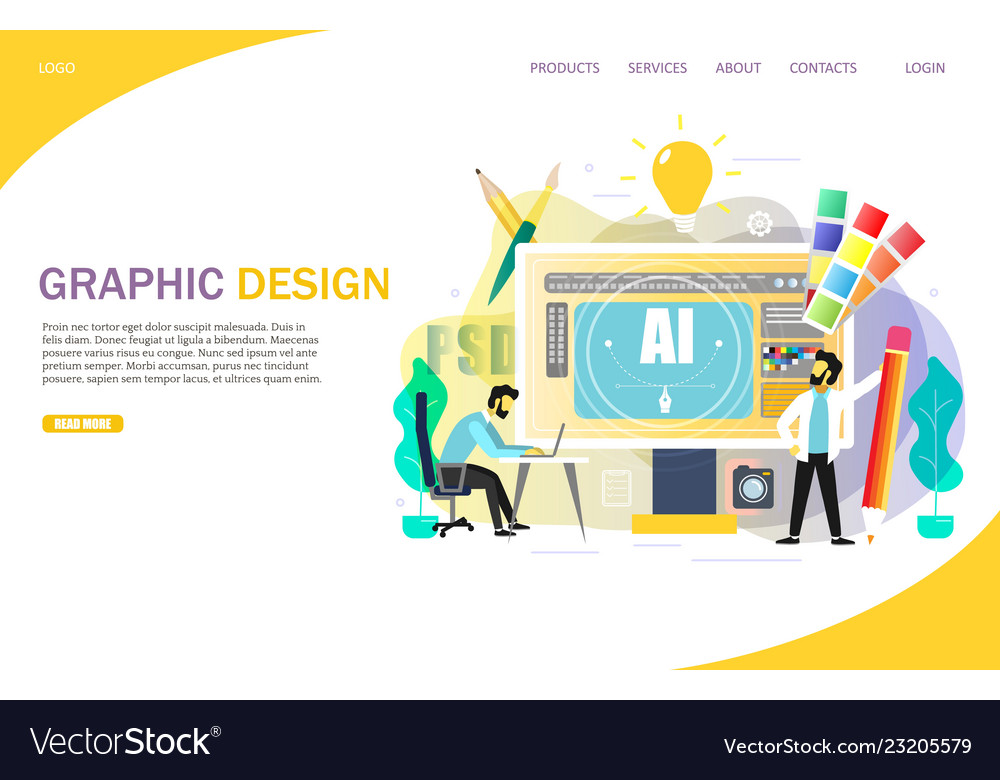 LOGO
PRODUCTS SERVICES ABOUT CONTACTS LOGIN
GRAPHIC DESIGN
Proin nec tortor eget dolor suscipit malesuada. Duis in
felis diam. Donec feugiat ut ligula a bibendum. Maecenas
posuere varius risus eu congue. Nunc sed ipsum vel ante
pretium semper. Morbi accumsan, purus nec tincidunt
posuere, sapien sem tempor lacus, et ultrices quam enim.
READ MORE
PSD
AI
VectorStock®
VectorStock.com/23205579